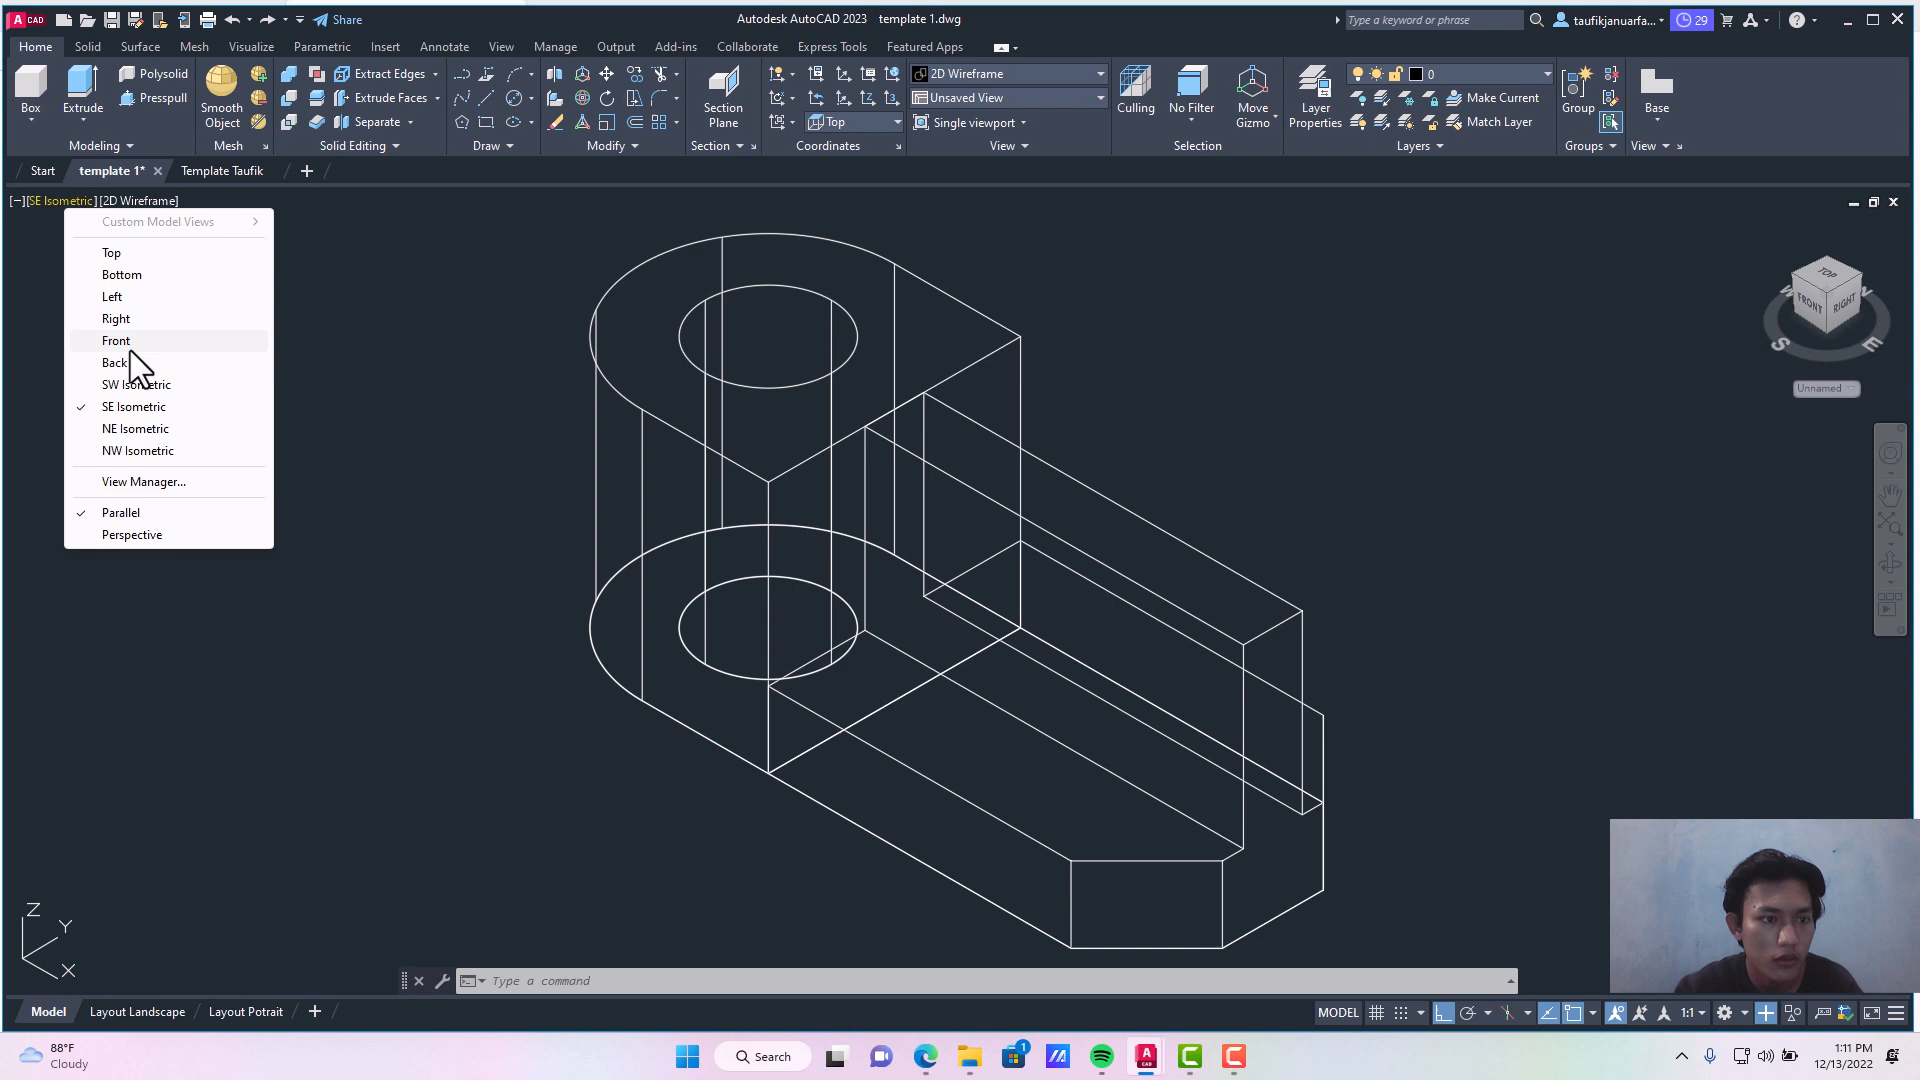 A CAD
Share
Autodesk AutoCAD 2023 template 1.dwg
Type a keyword or phrase
taufikjanuarfa...
29
Home Solid Surface Mesh Visualize Parametric Insert Annotate View Manage Output Add-ins Collaborate Express Tools Featured Apps
Box
Extrude
Polysolid
Presspull
Smooth
Object
Extract Edges
Extrude Faces
Separate
Section
Plane
Top
2D Wireframe
Unsaved View
Single viewport
Culling
No Filter
Move
Gizmo
Layer
Properties
0
Make Current
Match Layer
Group
Base
Modeling Mesh Solid Editing Draw Modify Section Coordinates View Selection Layers Groups View
Start template 1* Template Taufik
[−][SE Isometric][2D Wireframe]
Custom Model Views
Top
Bottom
Left
Right
Front
Back
SW Isometric
SE Isometric
NE Isometric
NW Isometric
View Manager...
Parallel
Perspective
TOP
FRONT
RIGHT
W
N
S
E
Unnamed
Z
Y
X
Type a command
Model Layout Landscape Layout Potrait
MODEL
1:1
88°F
Cloudy
Search
1
A
CAD
1:11 PM
12/13/2022